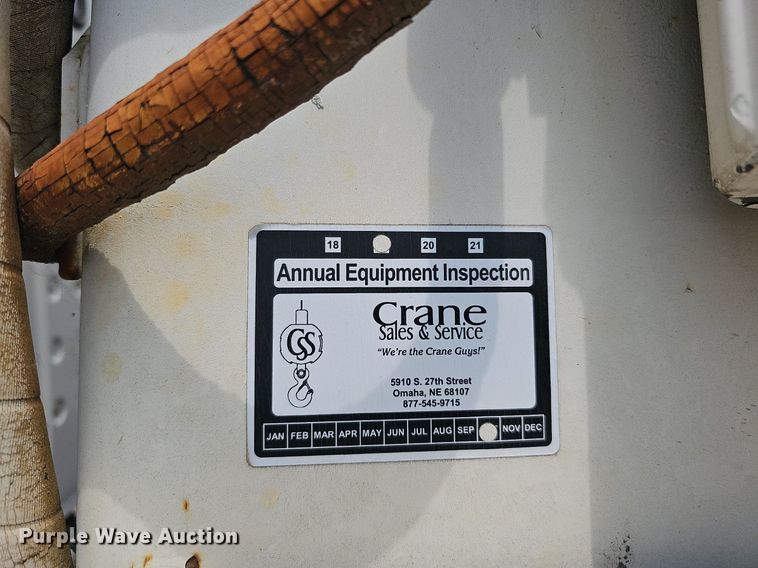 18 20 21
Annual Equipment Inspection
CSS
Crane
Sales & Service
"We're the Crane Guys!"
5910 S. 27th Street
Omaha, NE 68107
877-545-9715
JAN FEB MAR APR MAY JUN JUL AUG SEP NOV DEC
Purple Wave Auction